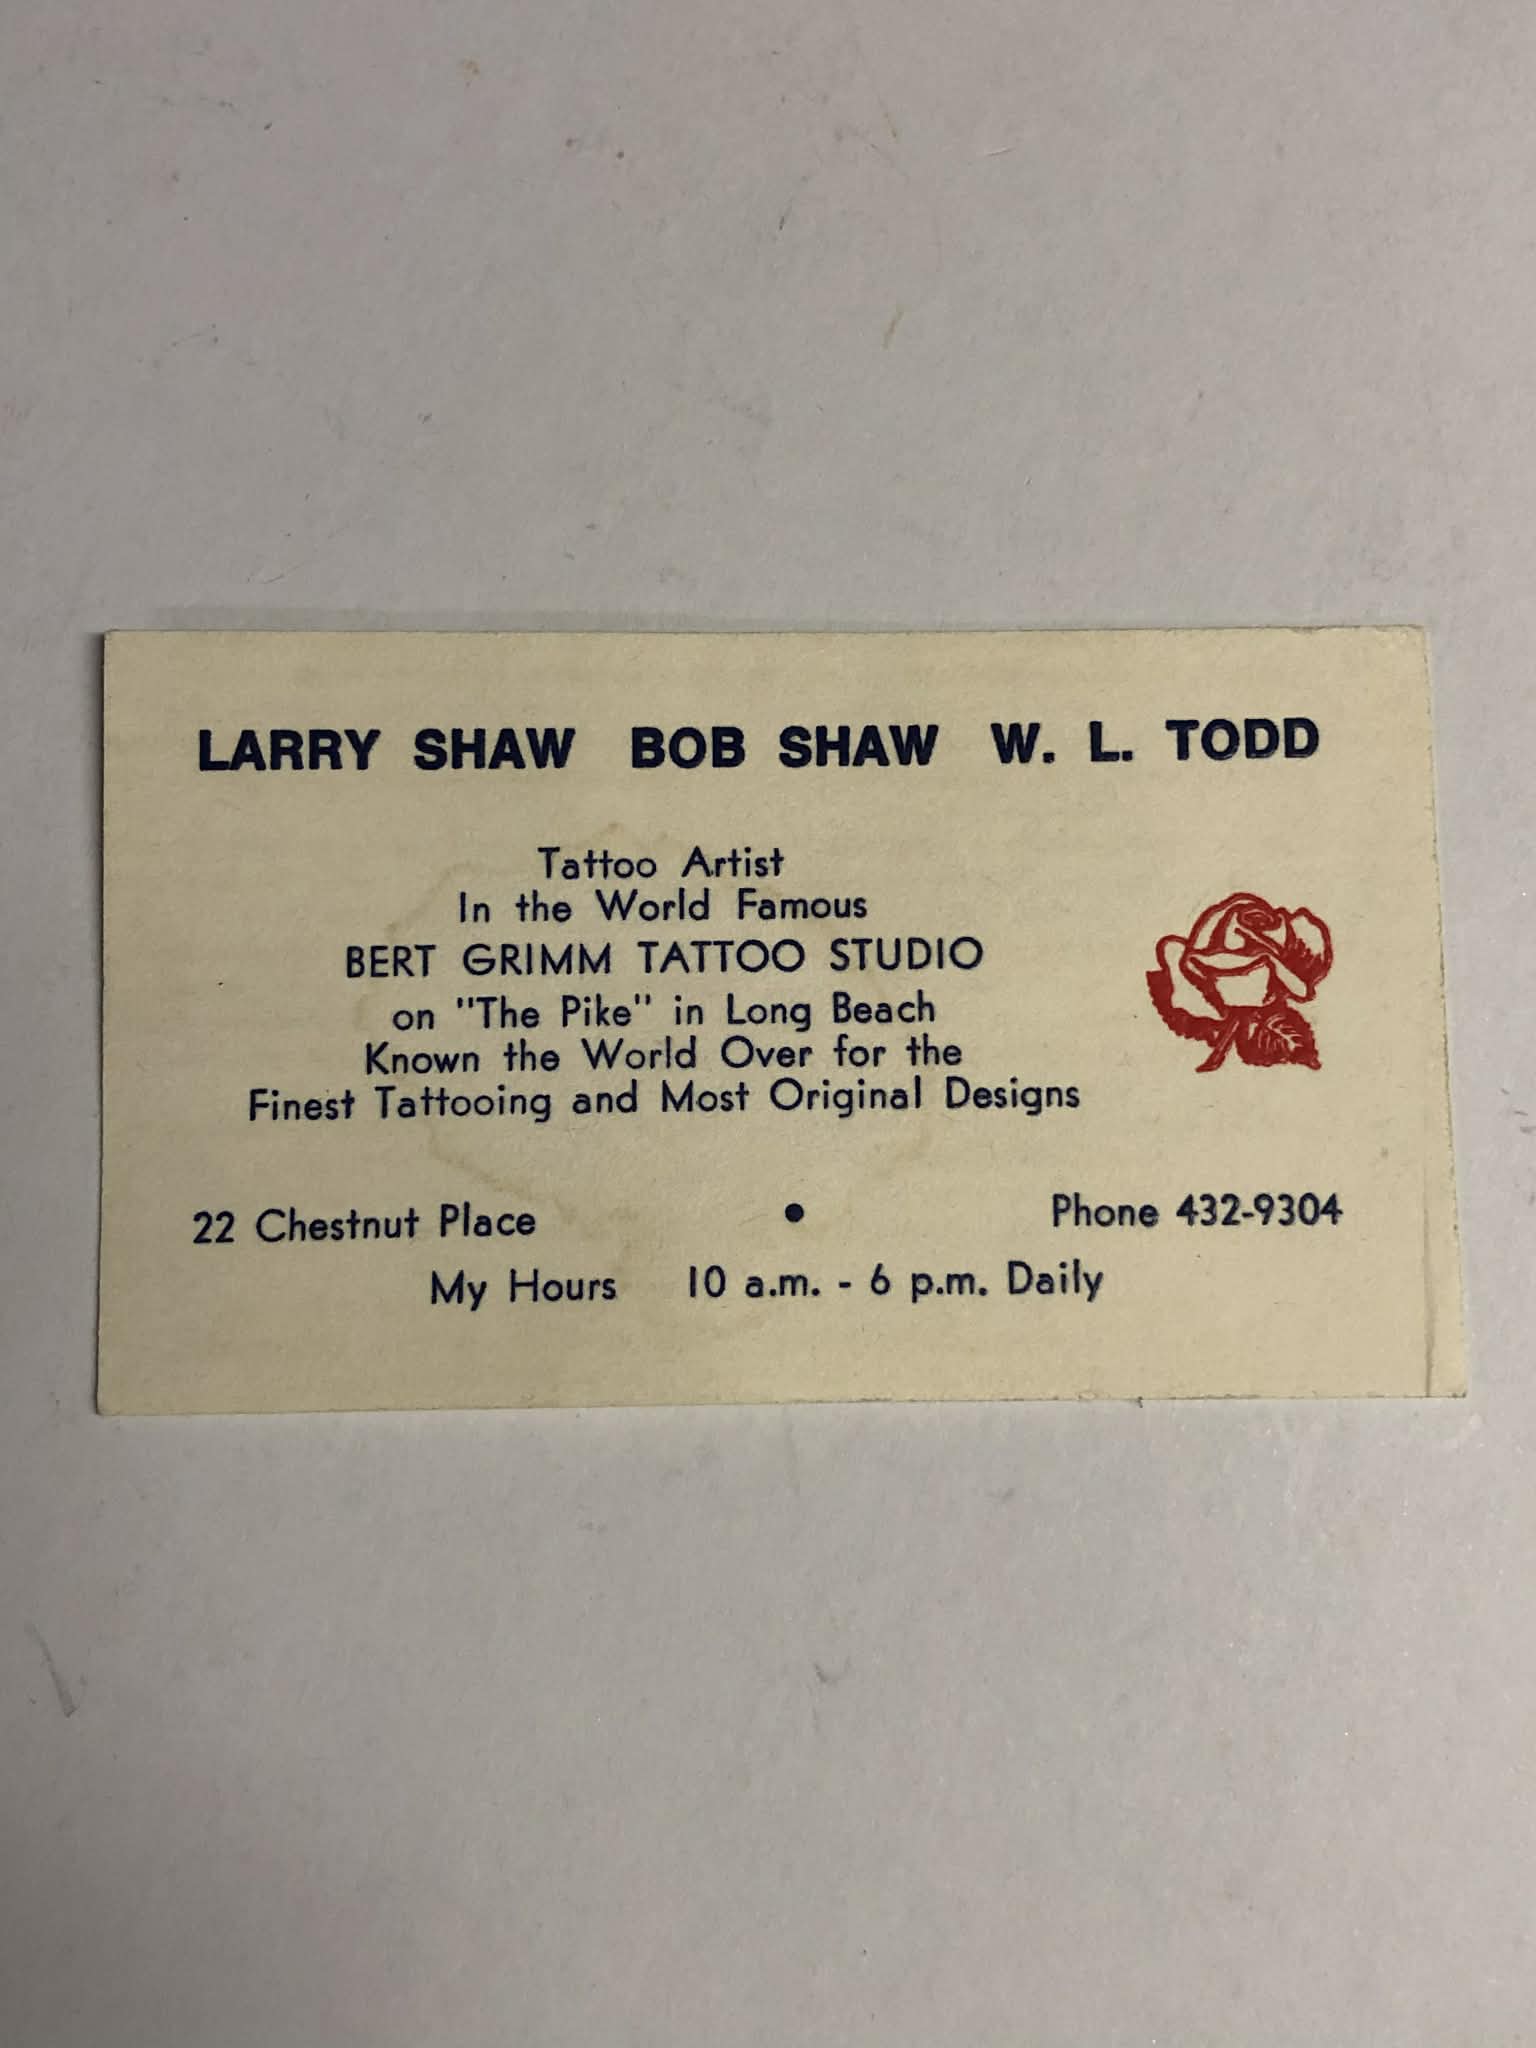 LARRY SHAW BOB SHAW W. L. TODD
Tattoo Artist
In the World Famous
BERT GRIMM TATTOO STUDIO
on "The Pike" in Long Beach
Known the World Over for the
Finest Tattooing and Most Original Designs
22 Chestnut Place • Phone 432-9304
My Hours 10 a.m. - 6 p.m. Daily